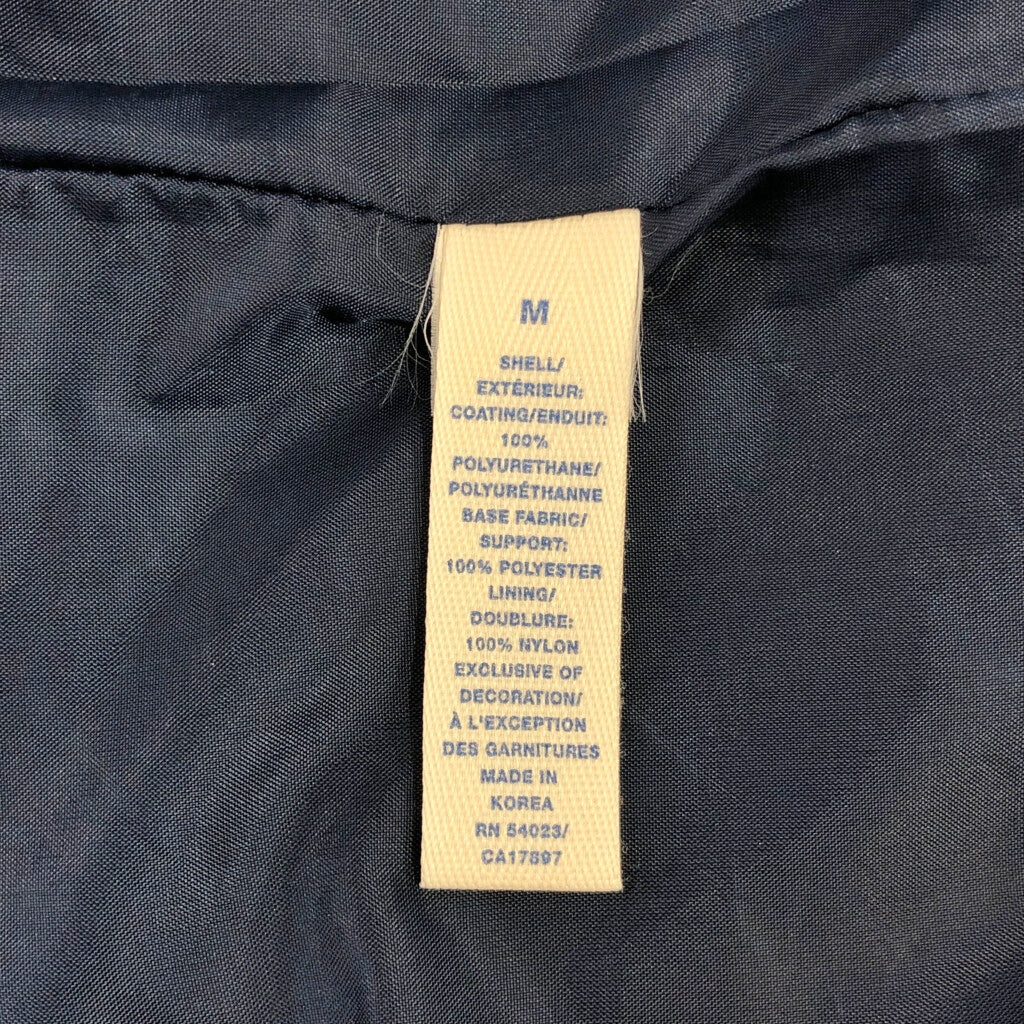 M
SHELL/
EXTÉRIEUR:
COATING/ENDUIT:
100%
POLYURETHANE/
POLYURÉTHANNE
BASE FABRIC/
SUPPORT:
100% POLYESTER
LINING/
DOUBLURE:
100% NYLON
EXCLUSIVE OF
DECORATION/
À L'EXCEPTION
DES GARNITURES
MADE IN
KOREA
RN 54023/
CA17897